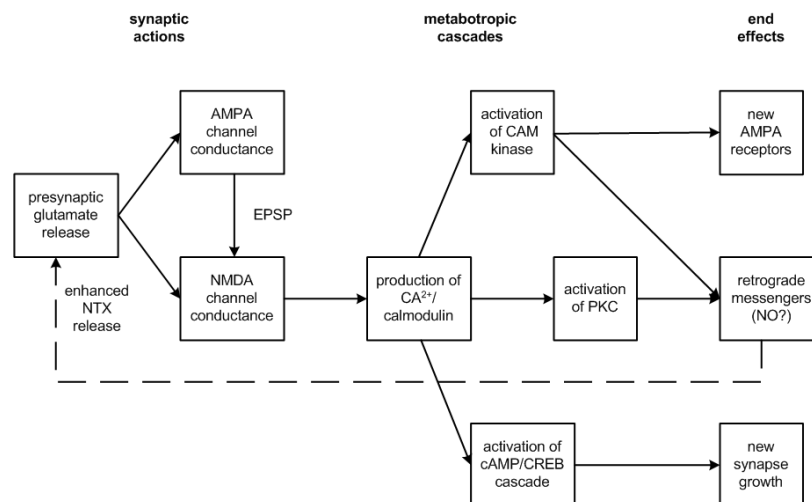 synaptic
actions
metabotropic
cascades
end
effects
AMPA
channel
conductance
activation
of CAM
kinase
new
AMPA
receptors
presynaptic
glutamate
release
EPSP
enhanced
NTX
release
NMDA
channel
conductance
production of
CA²⁺/
calmodulin
activation
of PKC
retrograde
messengers
(NO?)
activation of
cAMP/CREB
cascade
new
synapse
growth